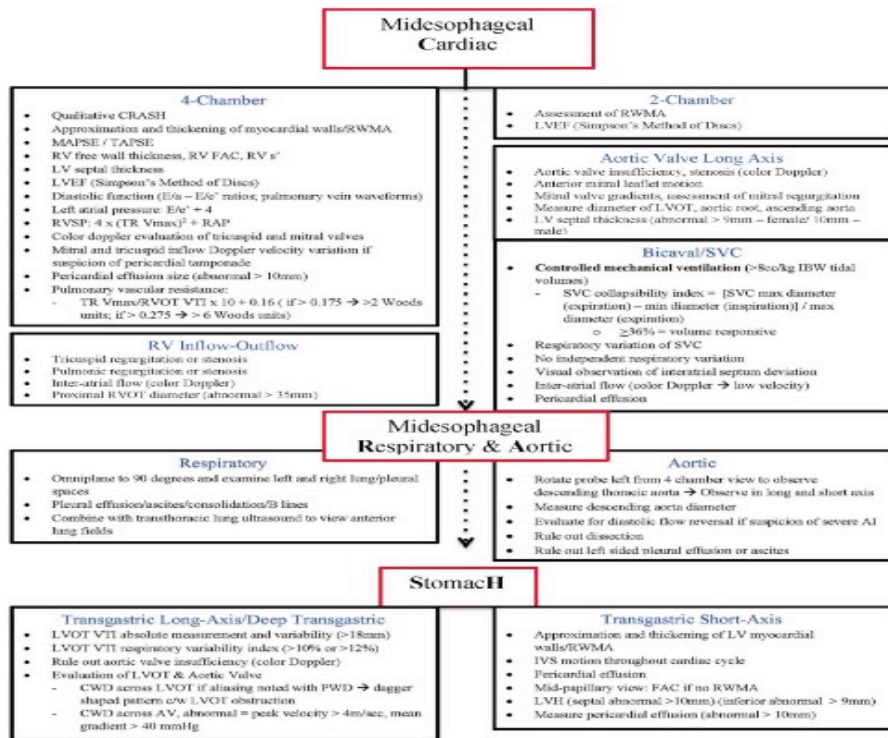 Midesophageal
Cardiac
4-Chamber
• Qualitative CRASH
• Approximation and thickening of myocardial walls/RWMA
• MAPSE / TAPSE
• RV free wall thickness, RV FAC, RV s'
• LV septal thickness
• LVEF (Simpson's Method of Discs)
• Diastolic function (E/a – E/e' ratios; pulmonary vein waveforms)
• Left atrial pressure: E/e' + 4
• RVSP: 4 x (TR Vmax)² + RAP
• Color doppler evaluation of tricuspid and mitral valves
• Mitral and tricuspid inflow Doppler velocity variation if
suspicion of pericardial tamponade
• Pericardial effusion size (abnormal > 10mm)
• Pulmonary vascular resistance:
- TR Vmax/RVOT VTI x 10 + 0.16 ( if > 0.175 → >2 Woods
units; if > 0.275 → > 6 Woods units)
2-Chamber
• Assessment of RWMA
• LVEF (Simpson's Method of Discs)
Aortic Valve Long Axis
• Aortic valve insufficiency, stenosis (color Doppler)
• Anterior mitral leaflet motion
• Mitral valve gradients, assessment of mitral regurgitation
• Measure diameter of LVOT, aortic root, ascending aorta
• LV septal thickness (abnormal > 9mm – female/ 10mm –
male)
Bicaval/SVC
• Controlled mechanical ventilation (>8cc/kg IBW tidal
volumes)
- SVC collapsibility index = [SVC max diameter
(expiration) – min diameter (inspiration)] / max
diameter (expiration)
o ≥36% = volume responsive
• Respiratory variation of SVC
• No independent respiratory variation
• Visual observation of interatrial septum deviation
• Inter-atrial flow (color Doppler → low velocity)
• Pericardial effusion
RV Inflow-Outflow
• Tricuspid regurgitation or stenosis
• Pulmonic regurgitation or stenosis
• Inter-atrial flow (color Doppler)
• Proximal RVOT diameter (abnormal > 35mm)
Midesophageal
Respiratory & Aortic
Respiratory
• Omniplane to 90 degrees and examine left and right lung/pleural
spaces
• Pleural effusion/ascites/consolidation/B lines
• Combine with transthoracic lung ultrasound to view anterior
lung fields
Aortic
• Rotate probe left from 4 chamber view to observe
descending thoracic aorta → Observe in long and short axis
• Measure descending aorta diameter
• Evaluate for diastolic flow reversal if suspicion of severe AI
• Rule out dissection
• Rule out left sided pleural effusion or ascites
StomacH
Transgastric Long-Axis/Deep Transgastric
• LVOT VTI absolute measurement and variability (>18mm)
• LVOT VTI respiratory variability index (>10% or >12%)
• Rule out aortic valve insufficiency (color Doppler)
• Evaluation of LVOT & Aortic Valve
- CWD across LVOT if aliasing noted with PWD → dagger
shaped pattern c/w LVOT obstruction
- CWD across AV, abnormal = peak velocity > 4m/sec, mean
gradient > 40 mmHg
Transgastric Short-Axis
• Approximation and thickening of LV myocardial
walls/RWMA
• IVS motion throughout cardiac cycle
• Pericardial effusion
• Mid-papillary view: FAC if no RWMA
• LVH (septal abnormal >10mm) (inferior abnormal > 9mm)
• Measure pericardial effusion (abnormal > 10mm)